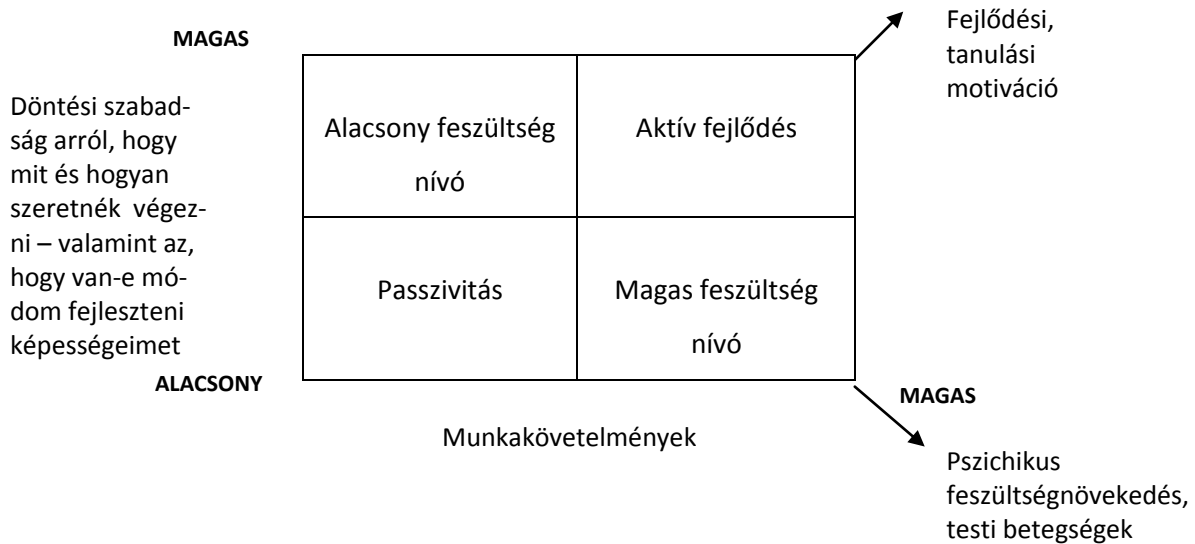 MAGAS
Döntési szabad-
ság arról, hogy
mit és hogyan
szeretnék végez-
ni – valamint az,
hogy van-e mó-
dom fejleszteni
képességeimet
ALACSONY
Alacsony feszültség
nívó
Aktív fejlődés
Passzivitás
Magas feszültség
nívó
Fejlődési,
tanulási
motiváció
Munkakövetelmények
MAGAS
Pszichikus
feszültségnövekedés,
testi betegségek